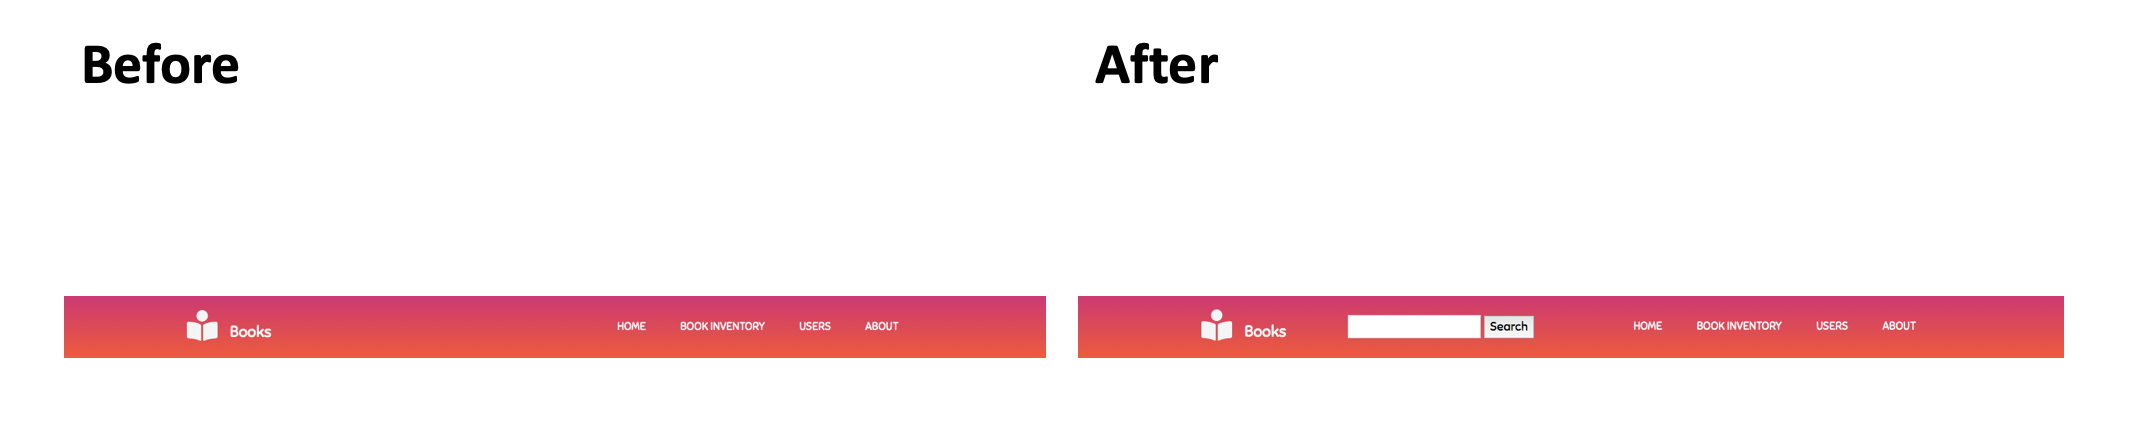 Before
After
Books HOME BOOK INVENTORY USERS ABOUT
Books Search HOME BOOK INVENTORY USERS ABOUT